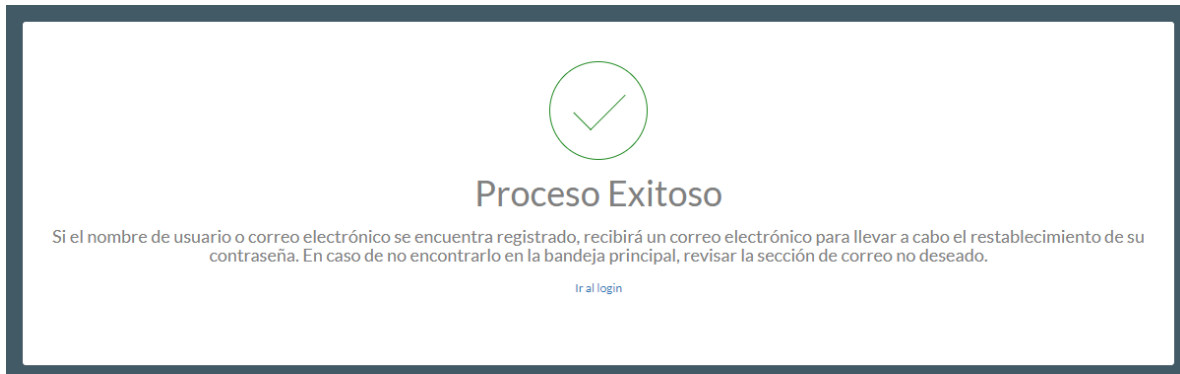 Proceso Exitoso
Si el nombre de usuario o correo electrónico se encuentra registrado, recibirá un correo electrónico para llevar a cabo el restablecimiento de su
contraseña. En caso de no encontrarlo en la bandeja principal, revisar la sección de correo no deseado.
Ir al login